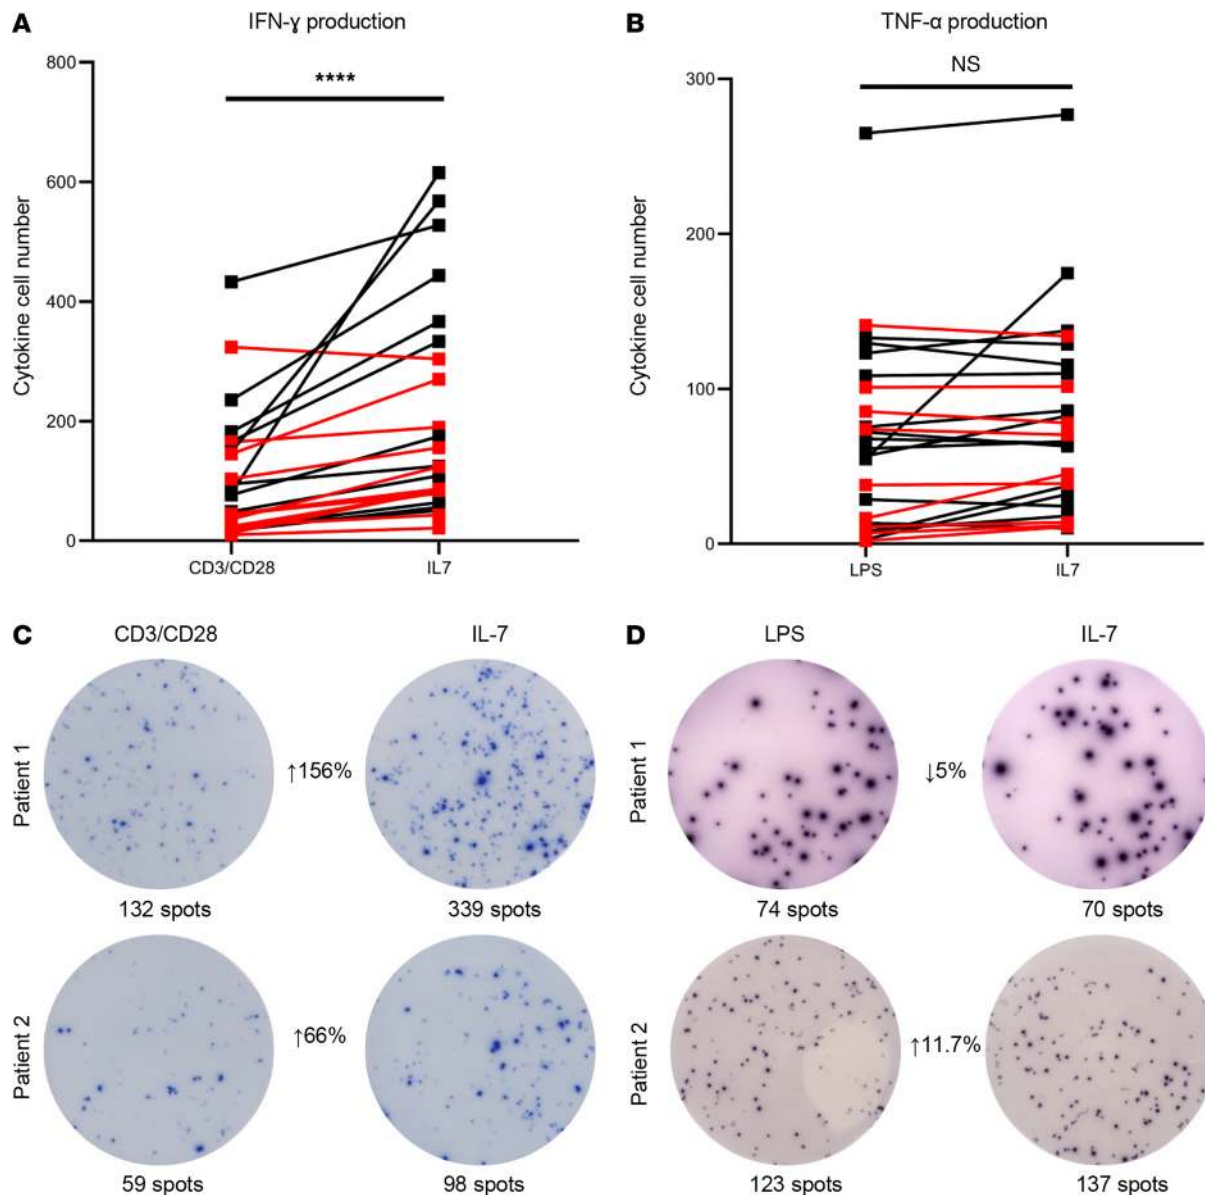 A
IFN-ɣ production
Cytokine cell number
800
600
400
200
0
****
CD3/CD28
IL7
B
TNF-α production
Cytokine cell number
300
200
100
0
NS
LPS
IL7
C
CD3/CD28
IL-7
Patient 1
↑156%
132 spots
339 spots
Patient 2
↑66%
59 spots
98 spots
D
LPS
IL-7
Patient 1
↓5%
74 spots
70 spots
Patient 2
↑11.7%
123 spots
137 spots